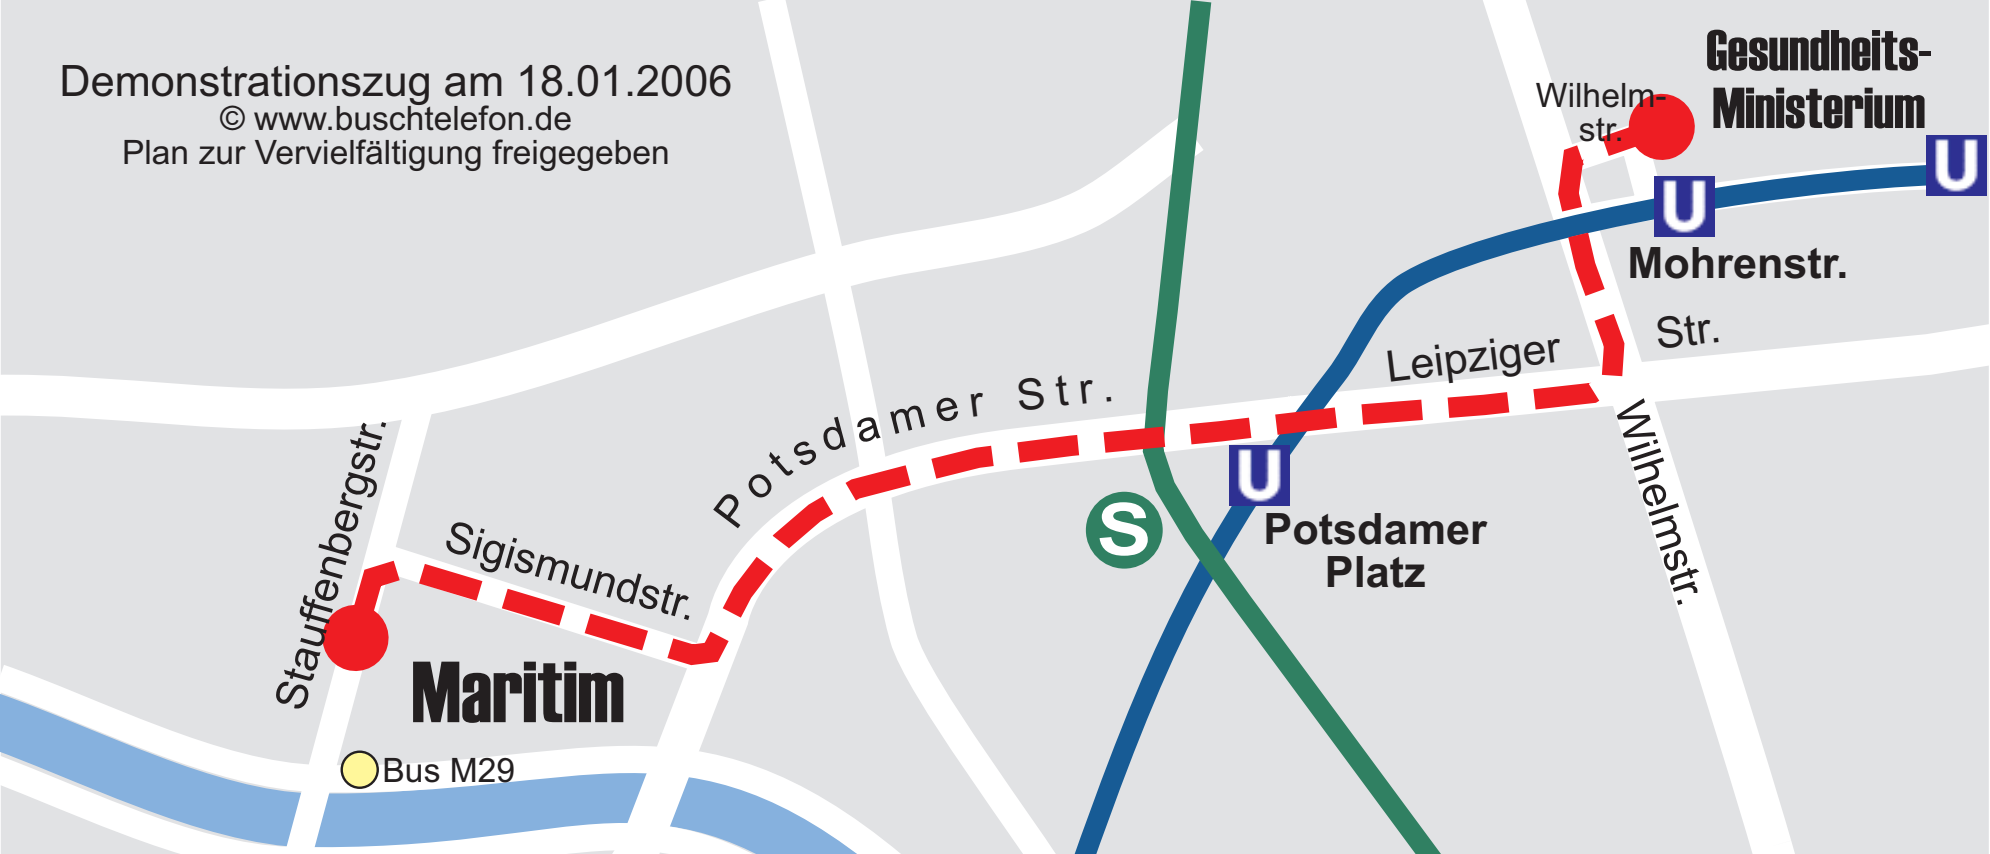 Demonstrationszug am 18.01.2006
© www.buschtelefon.de
Plan zur Vervielfältigung freigegeben
Gesundheits-
Ministerium
Wilhelm-
str.
U
U
Mohrenstr.
Str.
Leipziger
Potsdamer Str.
Wilhelmstr.
U
S
Potsdamer
Platz
Stauffenbergstr.
Sigismundstr.
Maritim
Bus M29